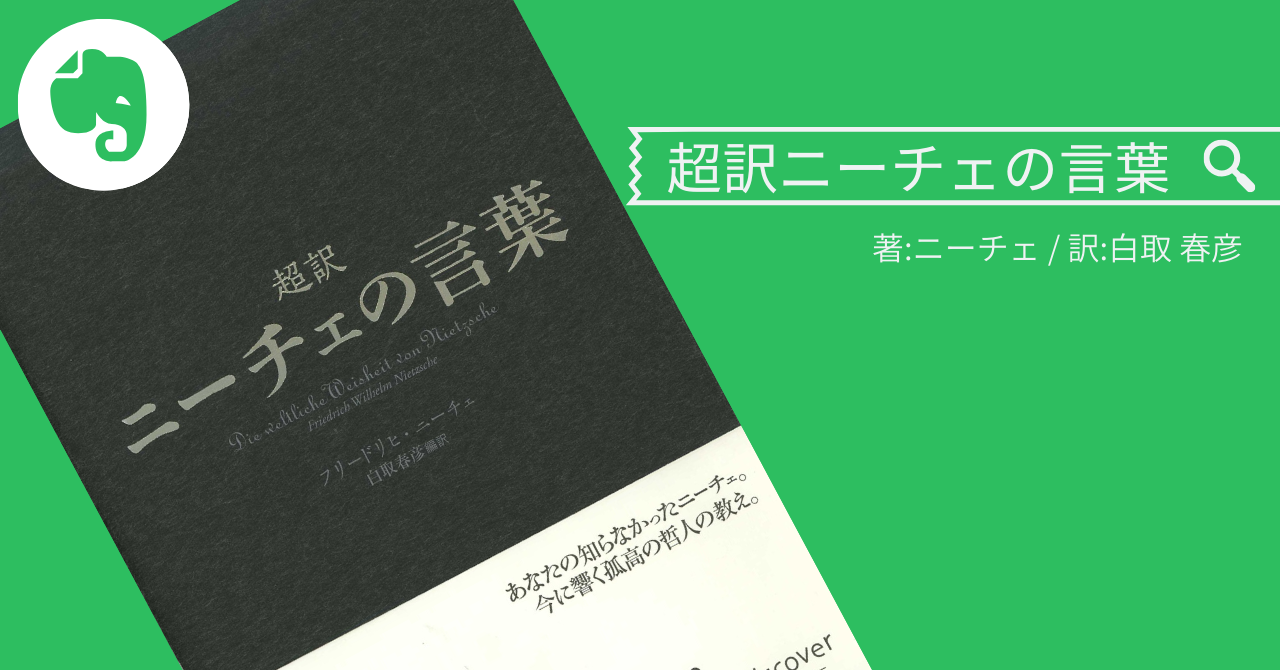 超訳ニーチェの言葉
著:ニーチェ / 訳:白取 春彦
超訳
ニーチェの言葉
Die weltliche Weisheit von Nietzsche
Friedrich Wilhelm Nietzsche
フリードリヒ・ニーチェ
白取春彦編訳
あなたの知らなかったニーチェ。
今に響く孤高の哲人の教え。